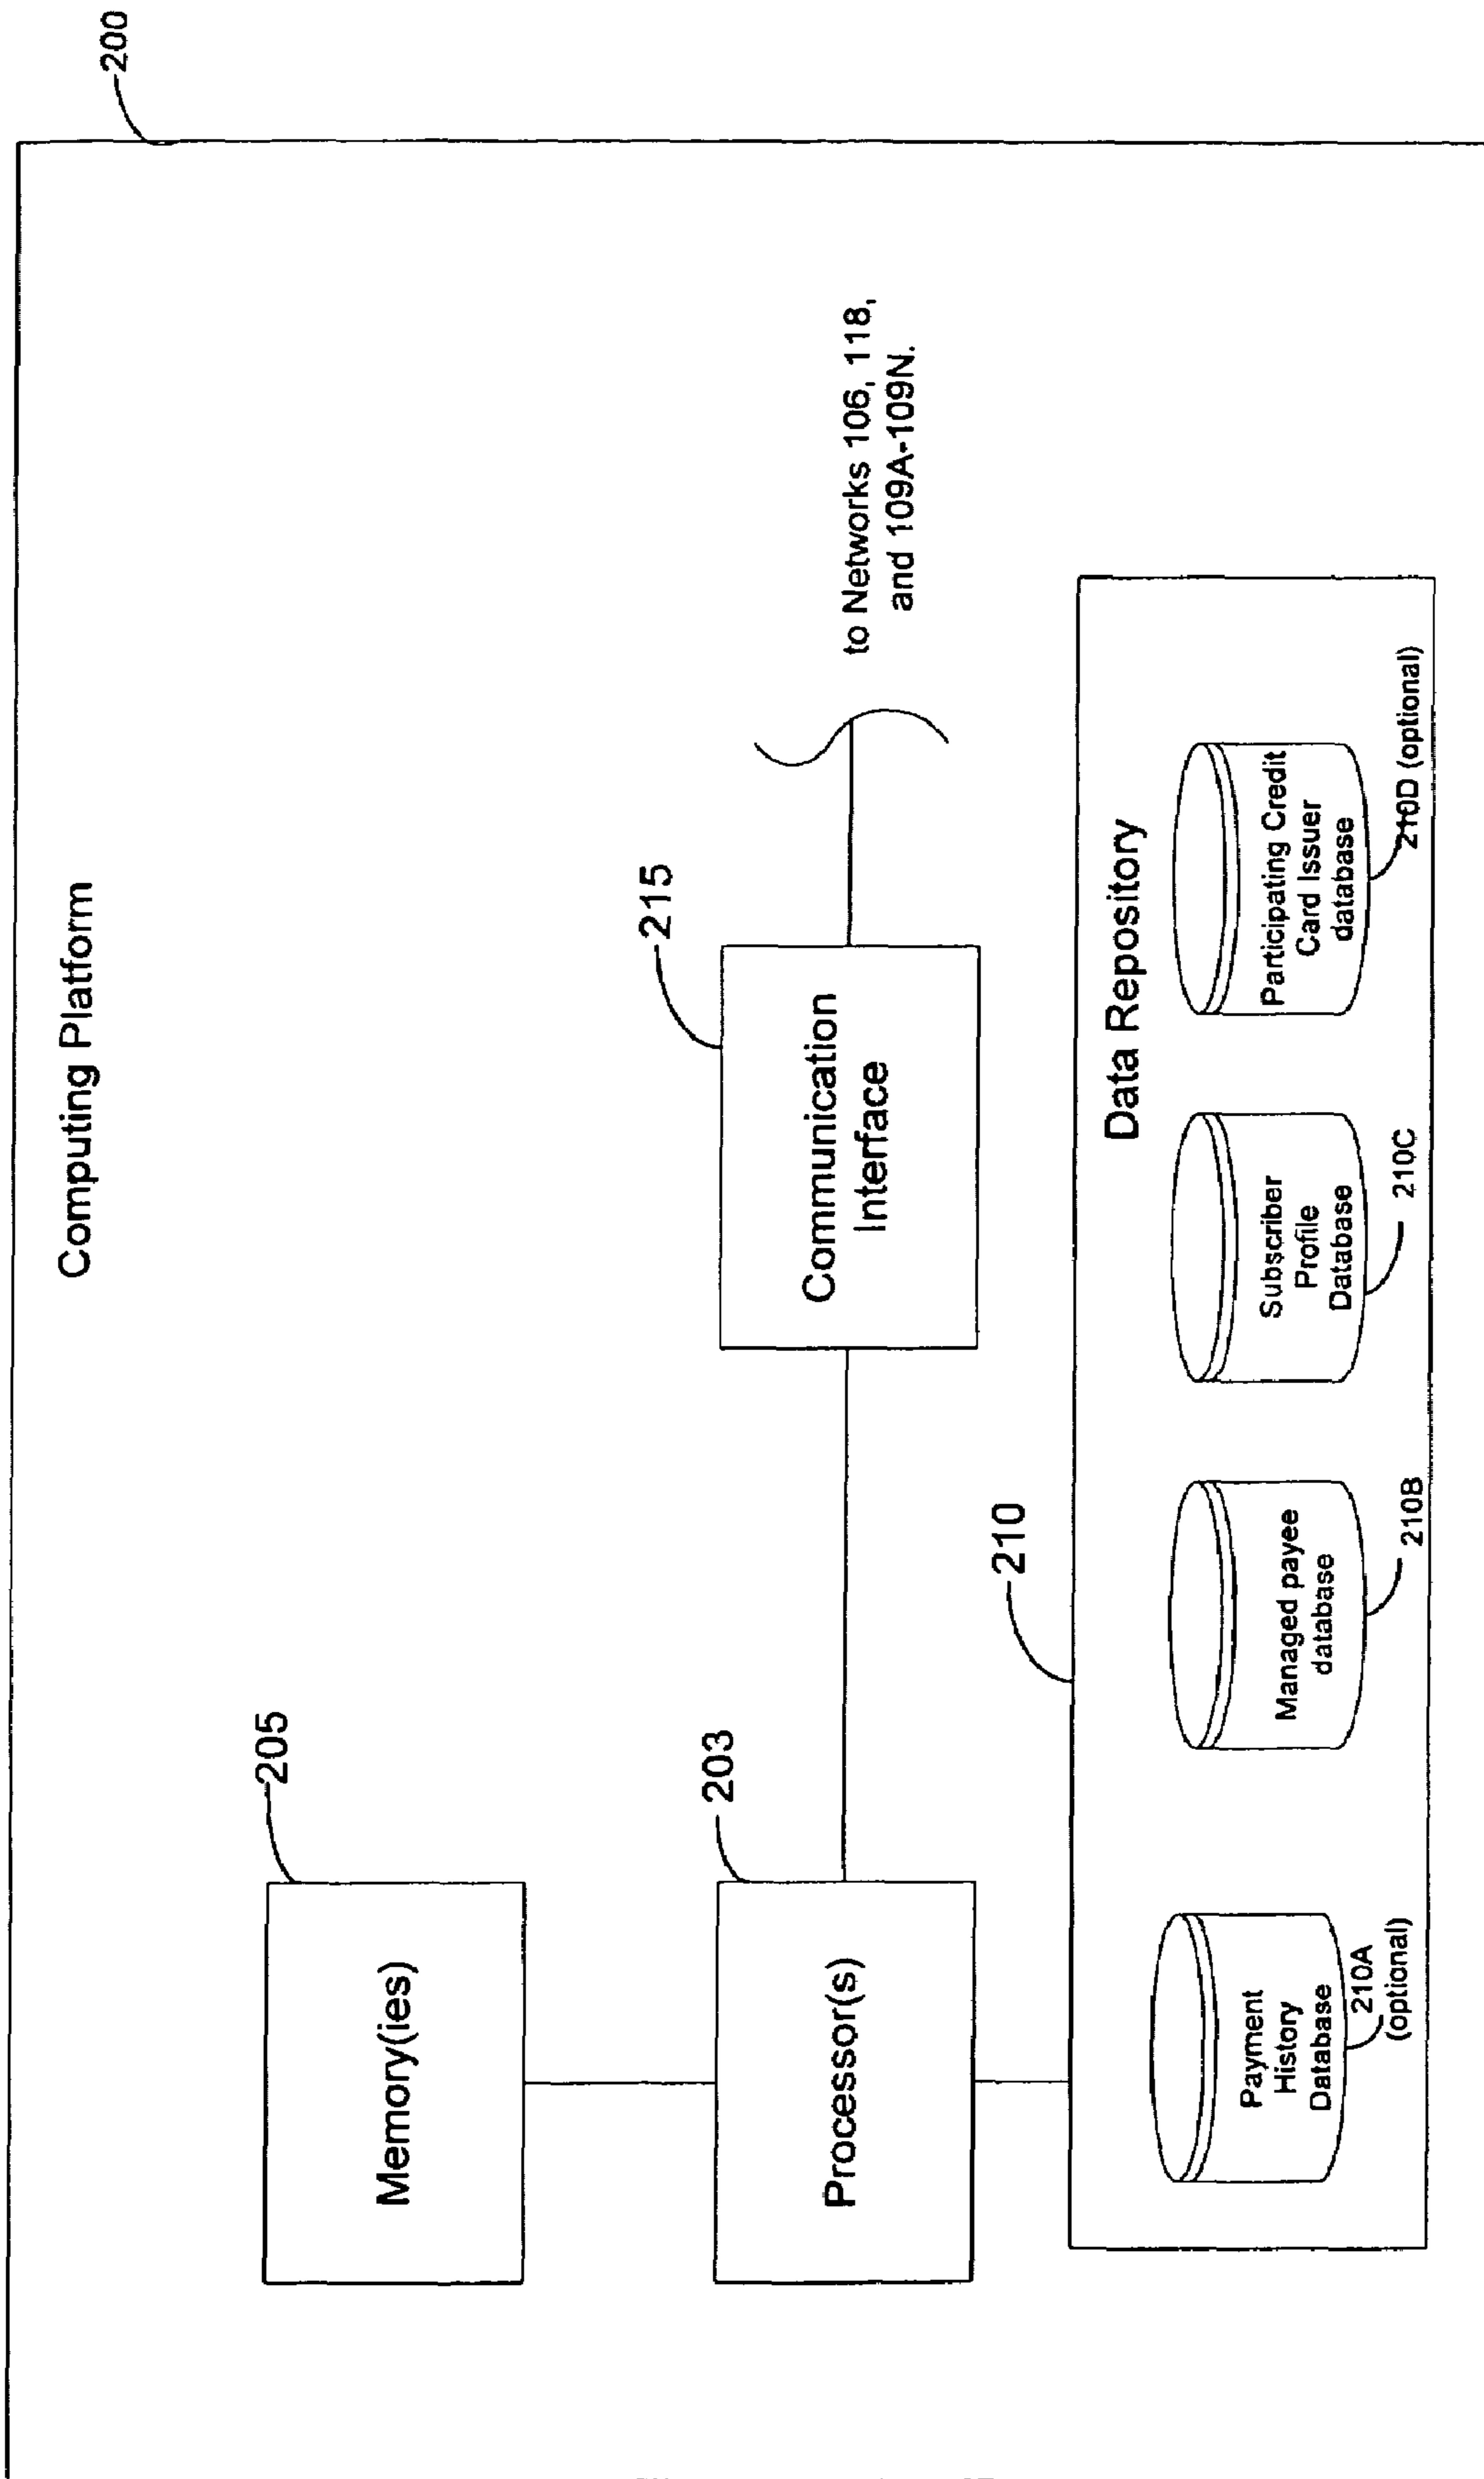 Computing Platform
200
205
Memory(ies)
203
Processor(s)
215
Communication
Interface
to Networks 106, 118,
and 109A-109N.
210
Data Repository
Payment
History
Database
210A
(optional)
Managed payee
database
210B
Subscriber
Profile
Database
210C
Participating Credit
Card Issuer
database
210D (optional)